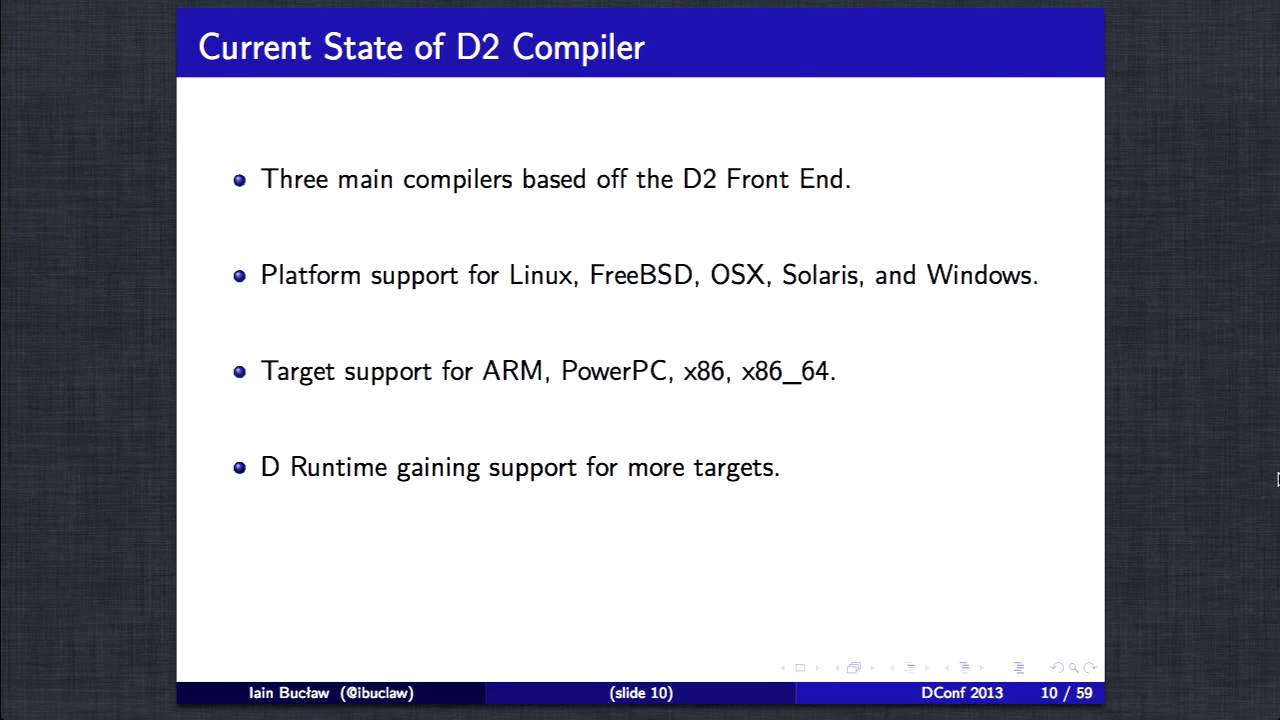 Current State of D2 Compiler
Three main compilers based off the D2 Front End.
Platform support for Linux, FreeBSD, OSX, Solaris, and Windows.
Target support for ARM, PowerPC, x86, x86_64.
D Runtime gaining support for more targets.
Iain Bucław (@ibuclaw) (slide 10) DConf 2013 10 / 59